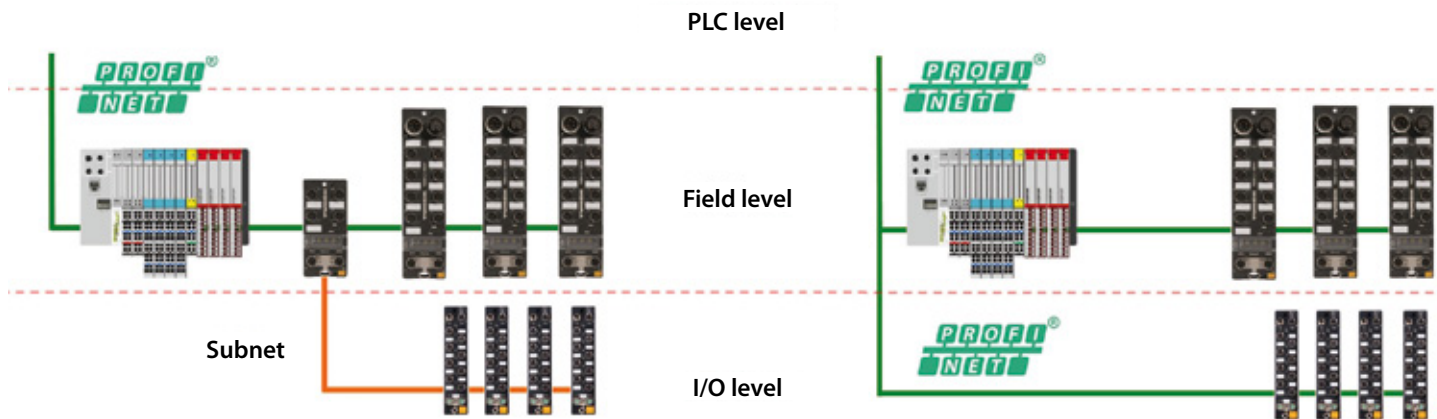 PLC level
PROFI®
NET
PROFI®
NET
Field level
Subnet
PROFI®
NET
I/O level